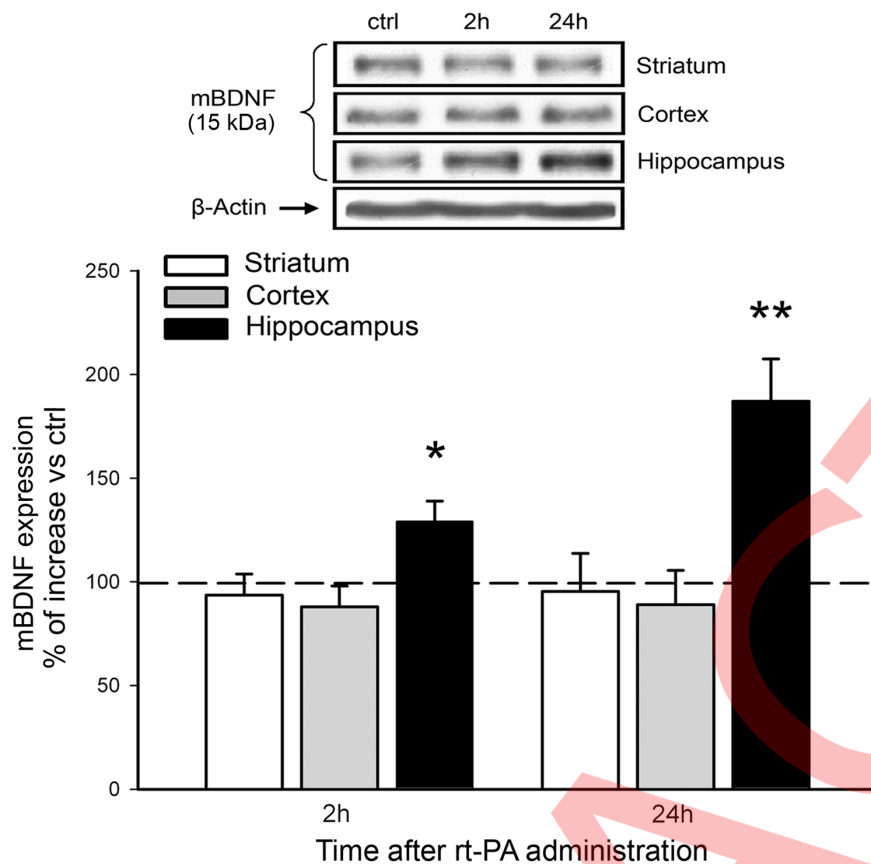 ctrl 2h 24h
Striatum
mBDNF
(15 kDa)
Cortex
Hippocampus
β-Actin
Striatum
Cortex
Hippocampus
mBDNF expression
% of increase vs ctrl
250
200
150
100
50
0
*
**
2h 24h
Time after rt-PA administration